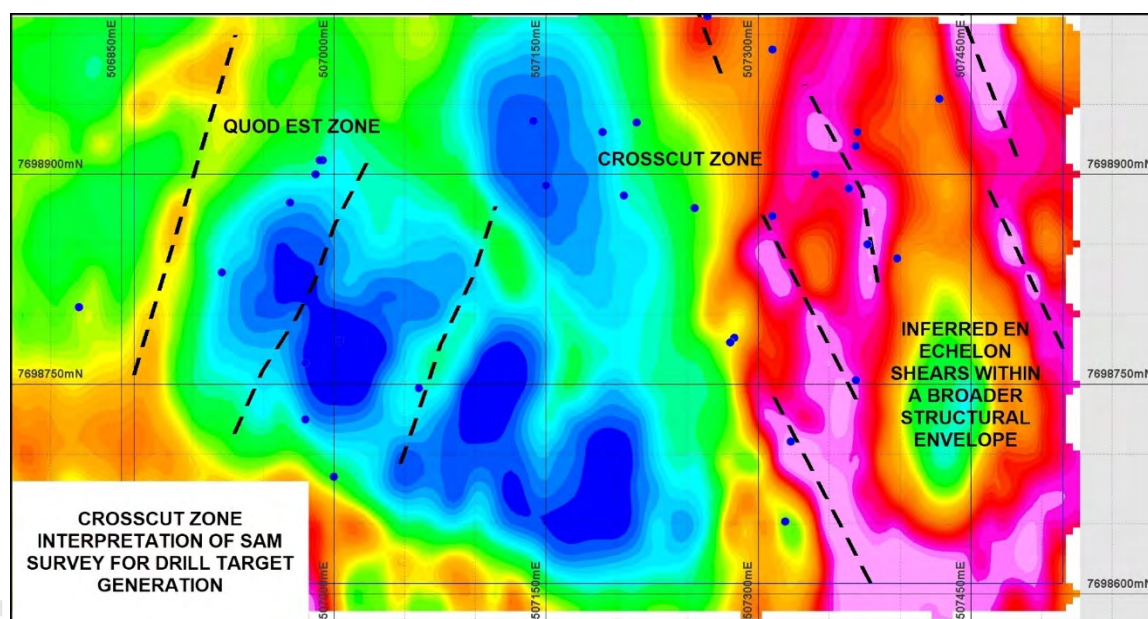 506850mE
507000mE
507150mE
507300mE
507450mE
QUOD EST ZONE
CROSSCUT ZONE
7698900mN
7698900mN
INFERRED EN
ECHELON
SHEARS WITHIN
A BROADER
STRUCTURAL
ENVELOPE
7698750mN
7698750mN
CROSSCUT ZONE
INTERPRETATION OF SAM
SURVEY FOR DRILL TARGET
GENERATION
7698600mN
507000mE
507150mE
507300mE
507450mE